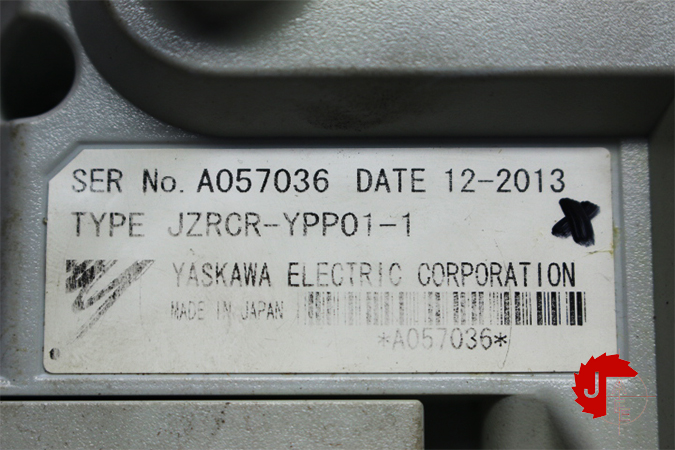 SER No. A057036 DATE 12-2013
TYPE JZRCR-YPP01-1
YASKAWA ELECTRIC CORPORATION
MADE IN JAPAN
*A057036*
J